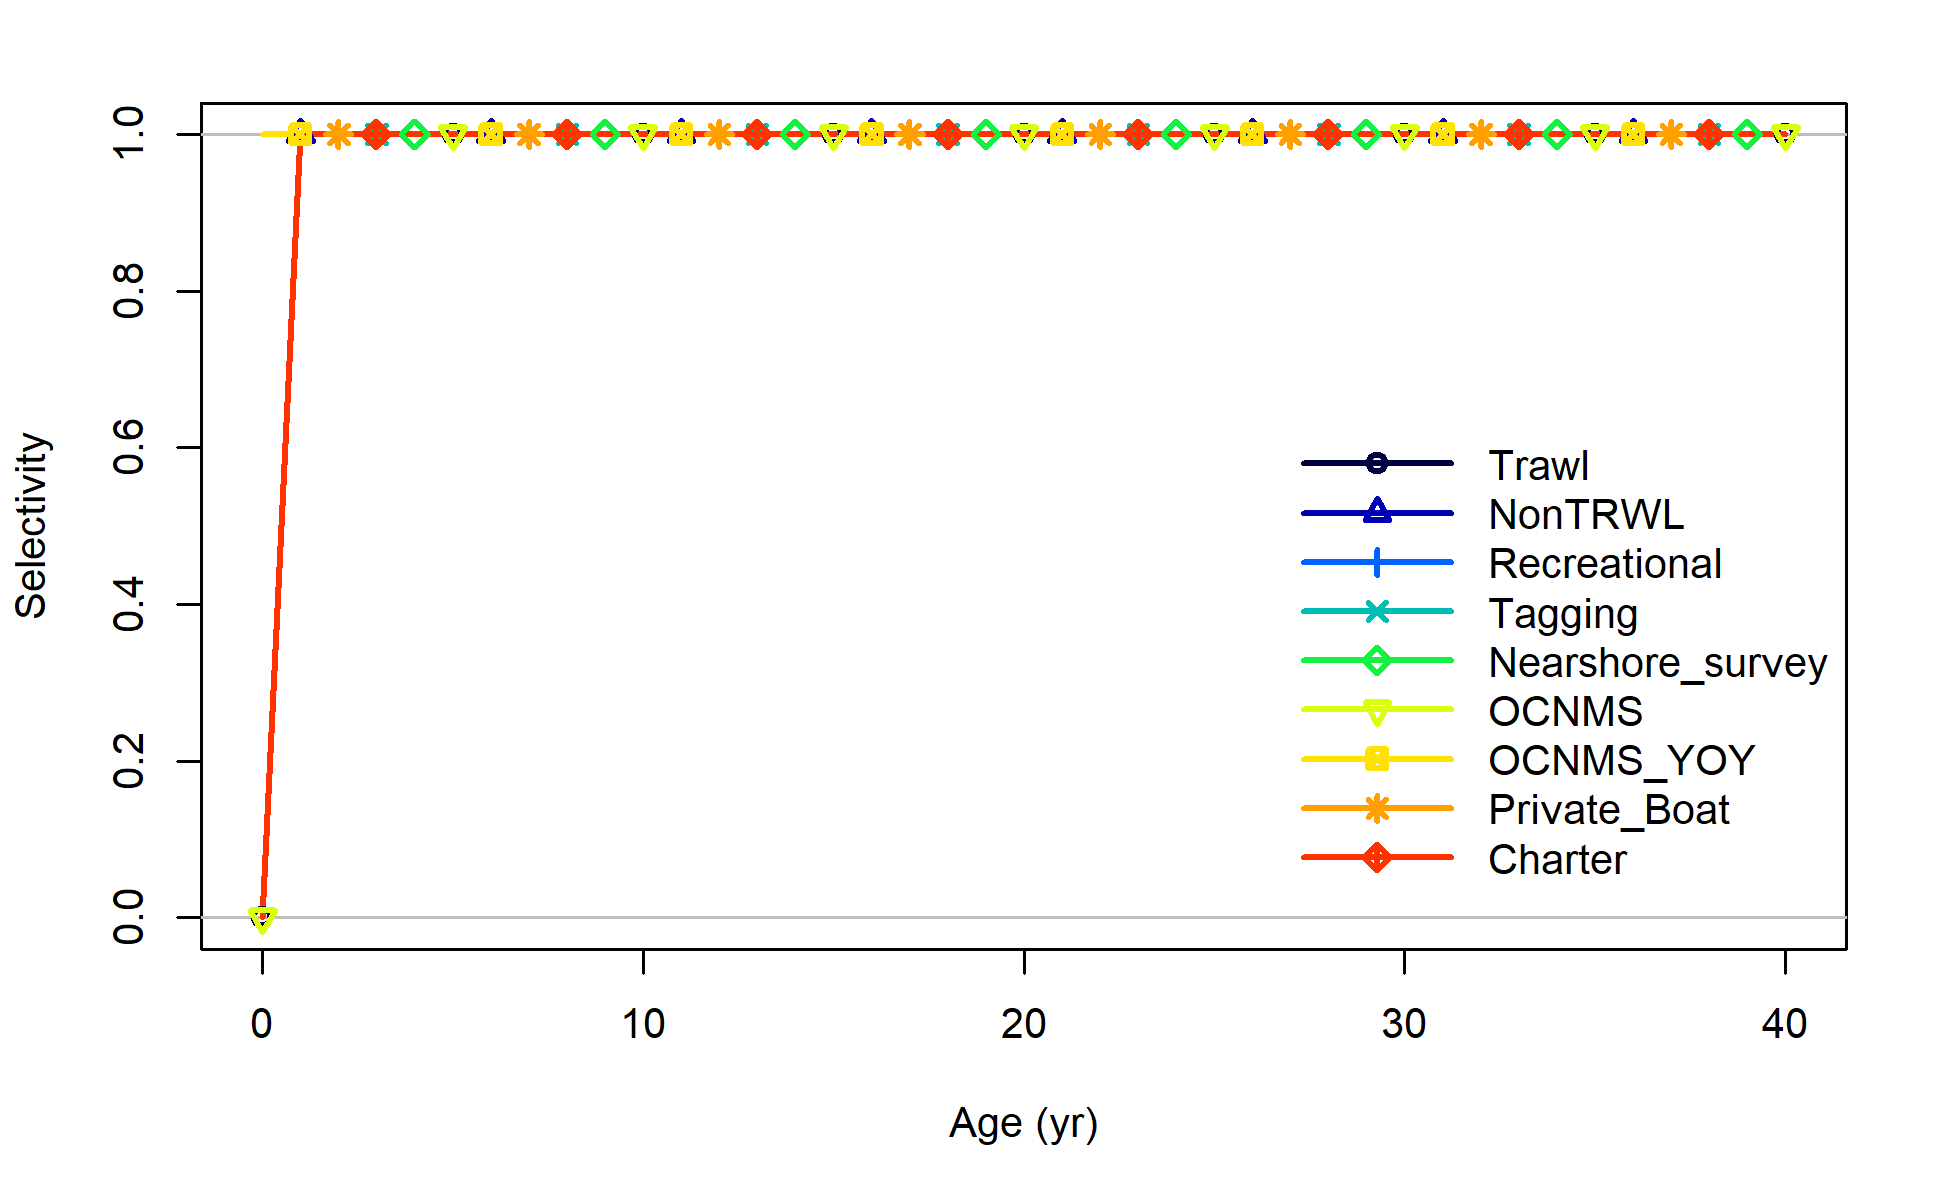 1.0
0.8
0.6
0.4
0.2
0.0
Selectivity
Trawl
NonTRWL
Recreational
Tagging
Nearshore_survey
OCNMS
OCNMS_YOY
Private_Boat
Charter
0 10 20 30 40
Age (yr)